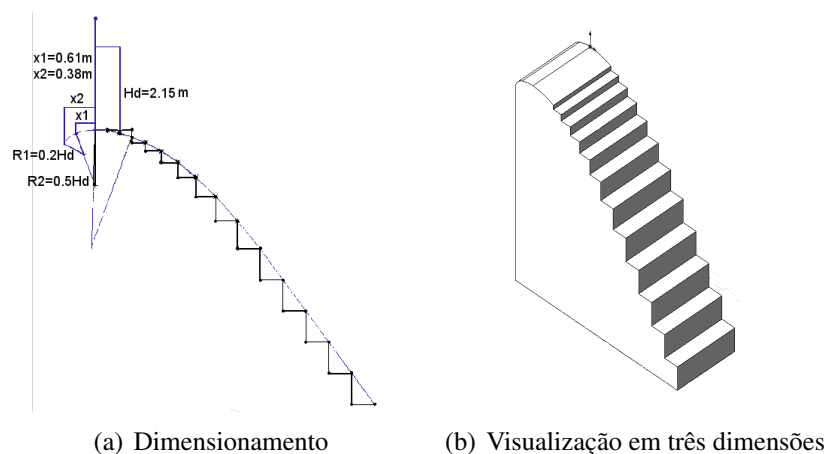 x1=0.61m
x2=0.38m
Hd=2.15 m
x2
x1
R1=0.2Hd
R2=0.5Hd
(a) Dimensionamento
(b) Visualização em três dimensões